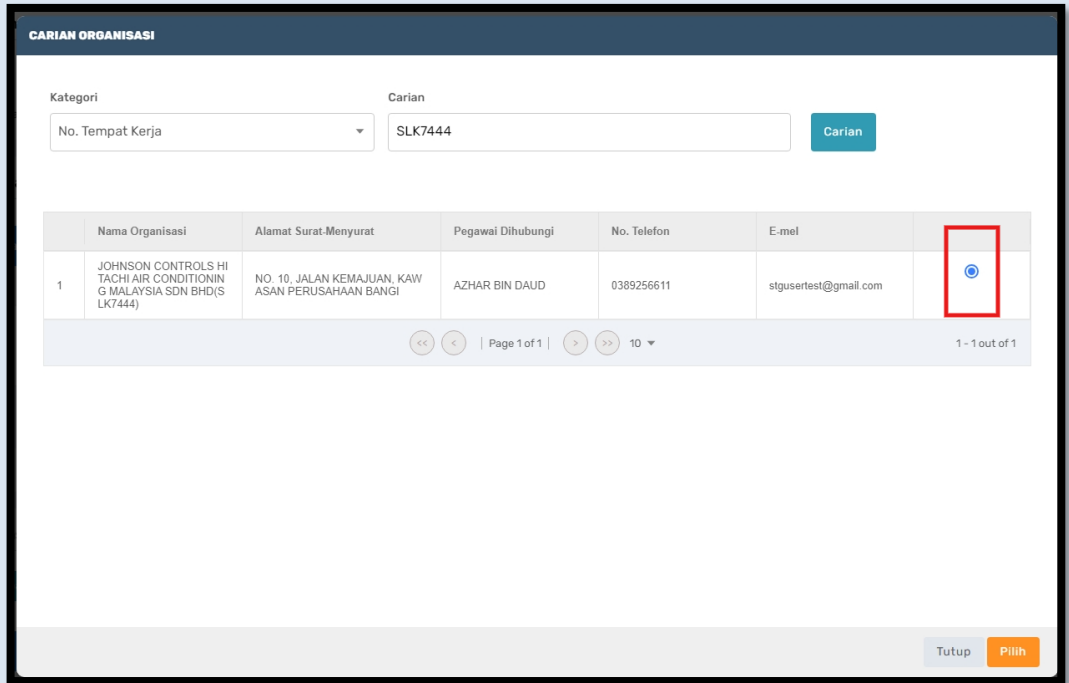 CARIAN ORGANISASI
Kategori
Carian
No. Tempat Kerja
SLK7444
Carian
Nama Organisasi
Alamat Surat-Menyurat
Pegawai Dihubungi
No. Telefon
E-mel
1
JOHNSON CONTROLS HI
TACHI AIR CONDITIONIN
G MALAYSIA SDN BHD(S
LK7444)
NO. 10, JALAN KEMAJUAN, KAW
ASAN PERUSAHAAN BANGI
AZHAR BIN DAUD
0389256611
stgusertest@gmail.com
<< < | Page 1 of 1 | > >> 10
1 - 1 out of 1
Tutup
Pilih